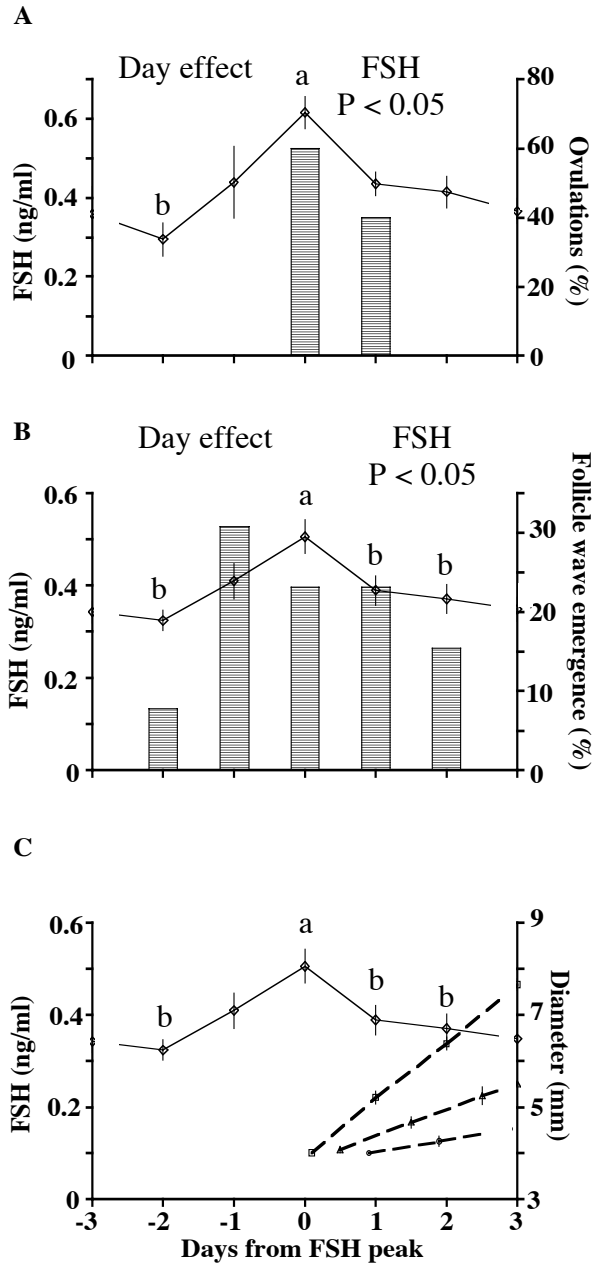 A
Day effect
FSH
P < 0.05
a
b
FSH (ng/ml)
0.6
0.4
0.2
0
Ovulations (%)
80
60
40
20
0
B
Day effect
FSH
P < 0.05
a
b
b
b
FSH (ng/ml)
0.6
0.4
0.2
0
Follicle wave emergence (%)
30
20
10
0
C
a
b
b
b
FSH (ng/ml)
0.6
0.4
0.2
0
Diameter (mm)
9
7
5
3
-3 -2 -1 0 1 2 3
Days from FSH peak